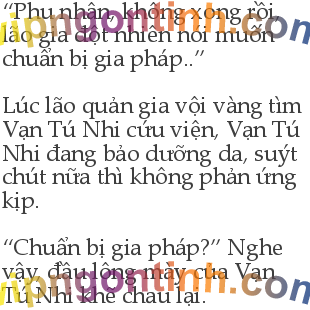 “Phu nhân, không xong rồi,
lão gia đột nhiên nói muốn
chuẩn bị gia pháp..”
Lúc lão quản gia vội vàng tìm
Vạn Tú Nhi cứu viện, Vạn Tú
Nhi đang bảo dưỡng da, suýt
chút nữa thì không phản ứng
kịp.
“Chuẩn bị gia pháp?” Nghe
vậy, đầu lông mày của Vạn
Tú Nhi khẽ chau lại.
vipngontinh.com
vipngontinh.com